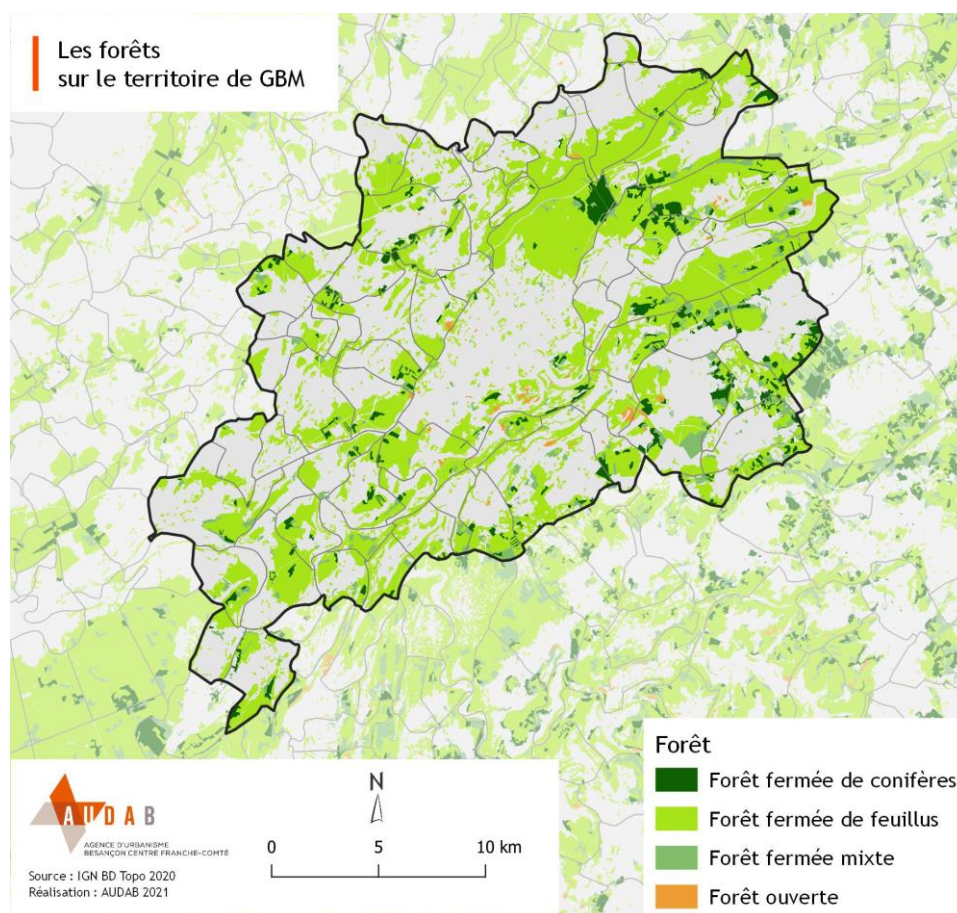 Les forêts
sur le territoire de GBM
Forêt
Forêt fermée de conifères
Forêt fermée de feuillus
Forêt fermée mixte
Forêt ouverte
AUDAB
AGENCE D'URBANISME
BESANÇON CENTRE FRANCHE-COMTÉ
Source : IGN BD Topo 2020
Réalisation : AUDAB 2021
N
0 5 10 km